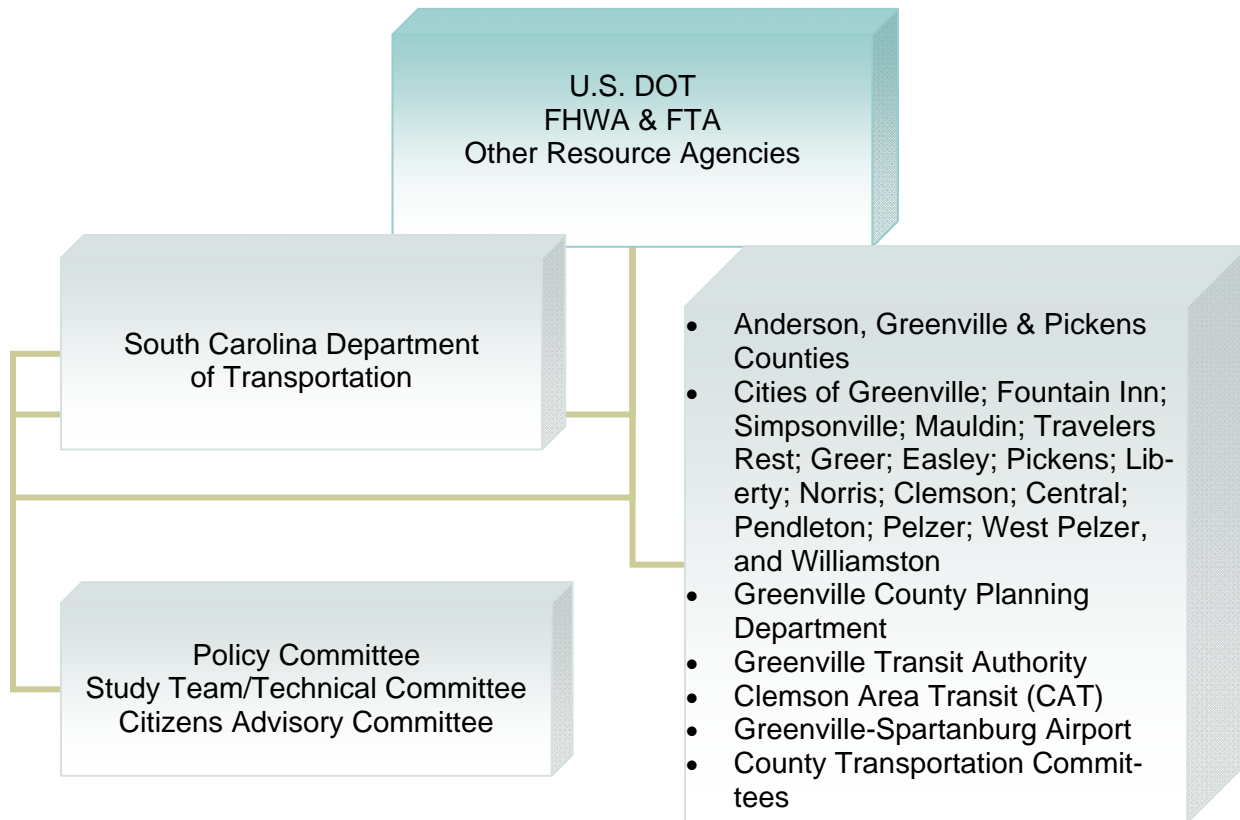 U.S. DOT
FHWA & FTA
Other Resource Agencies
South Carolina Department
of Transportation
• Anderson, Greenville & Pickens
Counties
• Cities of Greenville; Fountain Inn;
Simpsonville; Mauldin; Travelers
Rest; Greer; Easley; Pickens; Lib-
erty; Norris; Clemson; Central;
Pendleton; Pelzer; West Pelzer,
and Williamston
• Greenville County Planning
Department
• Greenville Transit Authority
• Clemson Area Transit (CAT)
• Greenville-Spartanburg Airport
• County Transportation Commit-
tees
Policy Committee
Study Team/Technical Committee
Citizens Advisory Committee